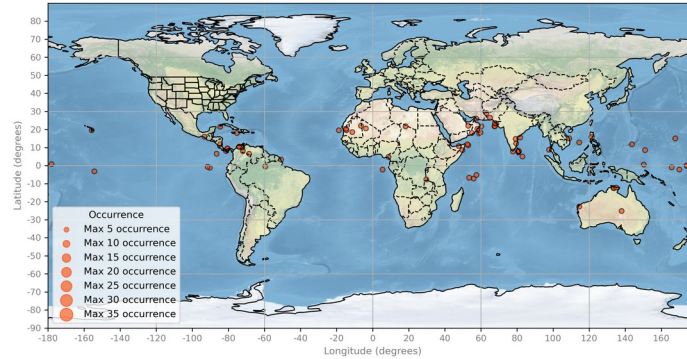 Latitude (degrees)
90
80
70
60
50
40
30
20
10
0
-10
-20
-30
-40
-50
-60
-70
-80
-90
Occurrence
Max 5 occurrence
Max 10 occurrence
Max 15 occurrence
Max 20 occurrence
Max 25 occurrence
Max 30 occurrence
Max 35 occurrence
-180 -160 -140 -120 -100 -80 -60 -40 -20 0 20 40 60 80 100 120 140 160
Longitude (degrees)